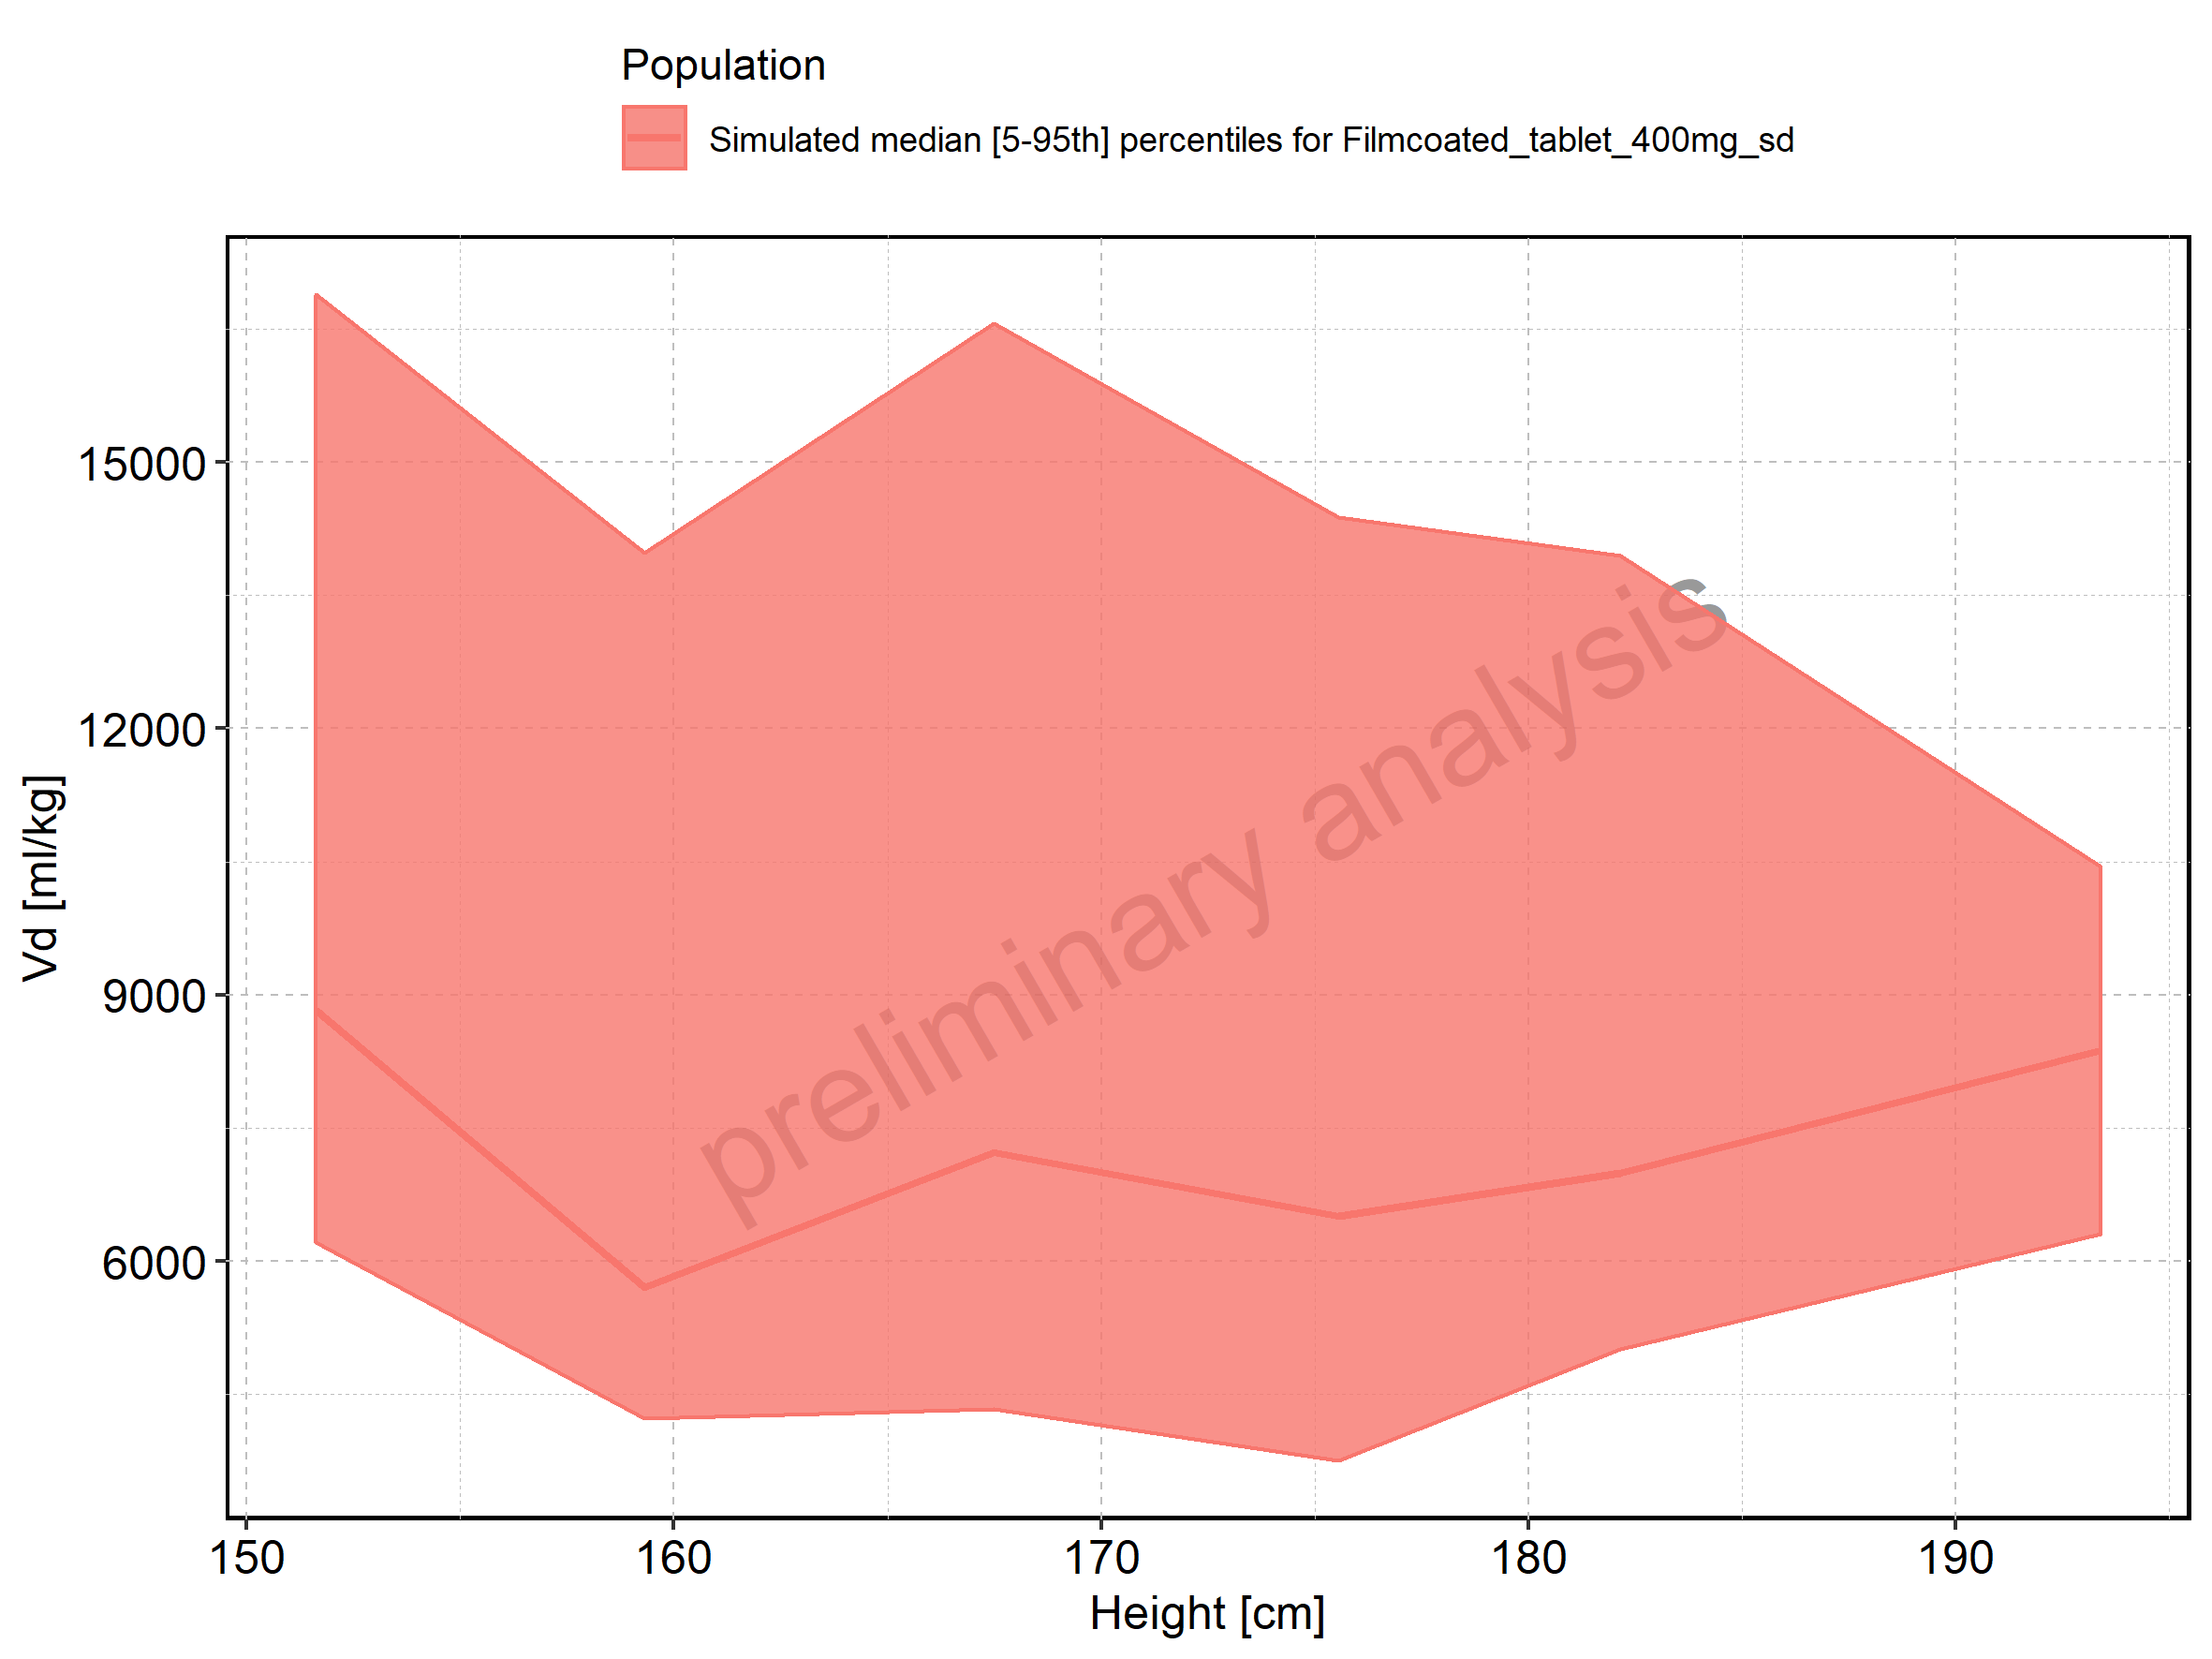 Population
Simulated median [5-95th] percentiles for Filmcoated_tablet_400mg_sd
15000
12000
9000
6000
Vd [ml/kg]
preliminary analysis
150 160 170 180 190
Height [cm]